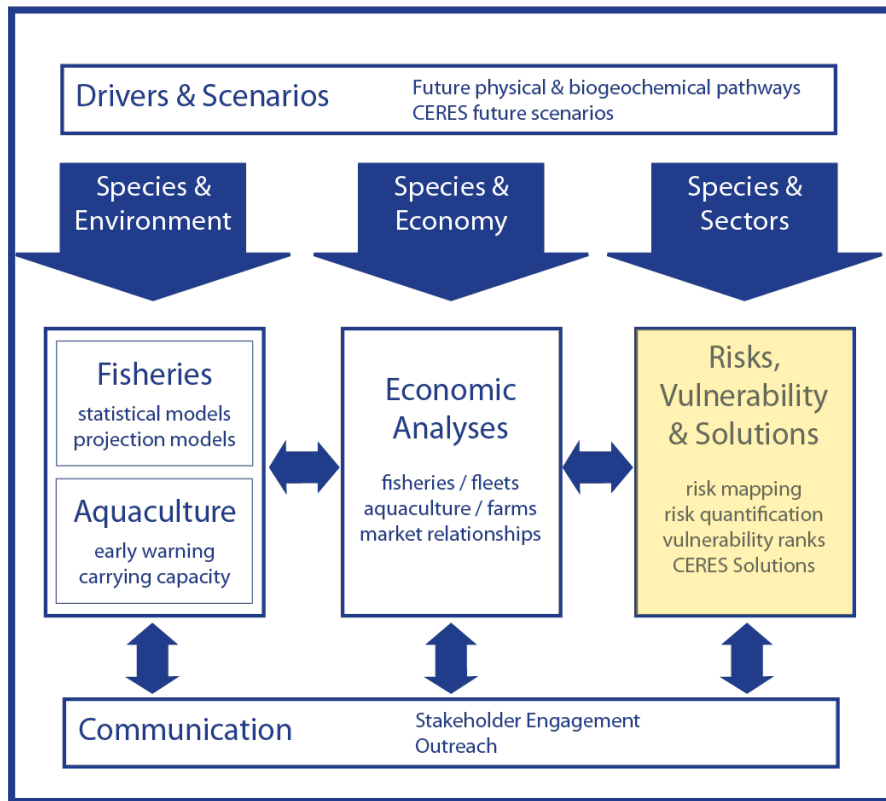 Drivers & Scenarios
Future physical & biogeochemical pathways
CERES future scenarios
Species &
Environment
Species &
Economy
Species &
Sectors
Fisheries
statistical models
projection models
Aquaculture
early warning
carrying capacity
Economic
Analyses
fisheries / fleets
aquaculture / farms
market relationships
Risks,
Vulnerability
& Solutions
risk mapping
risk quantification
vulnerability ranks
CERES Solutions
Communication
Stakeholder Engagement
Outreach